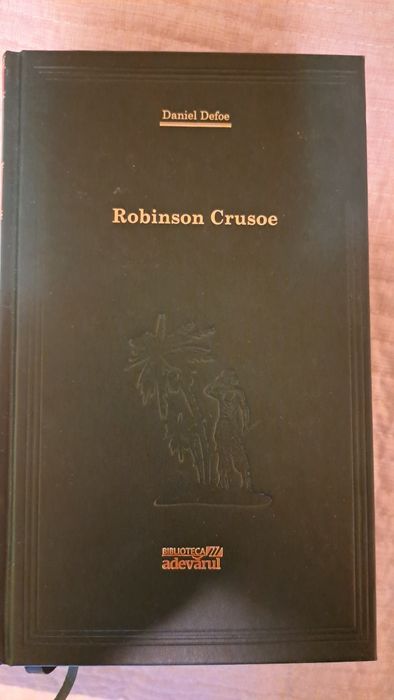 Daniel Defoe
Robinson Crusoe
BIBLIOTECA
adevărul